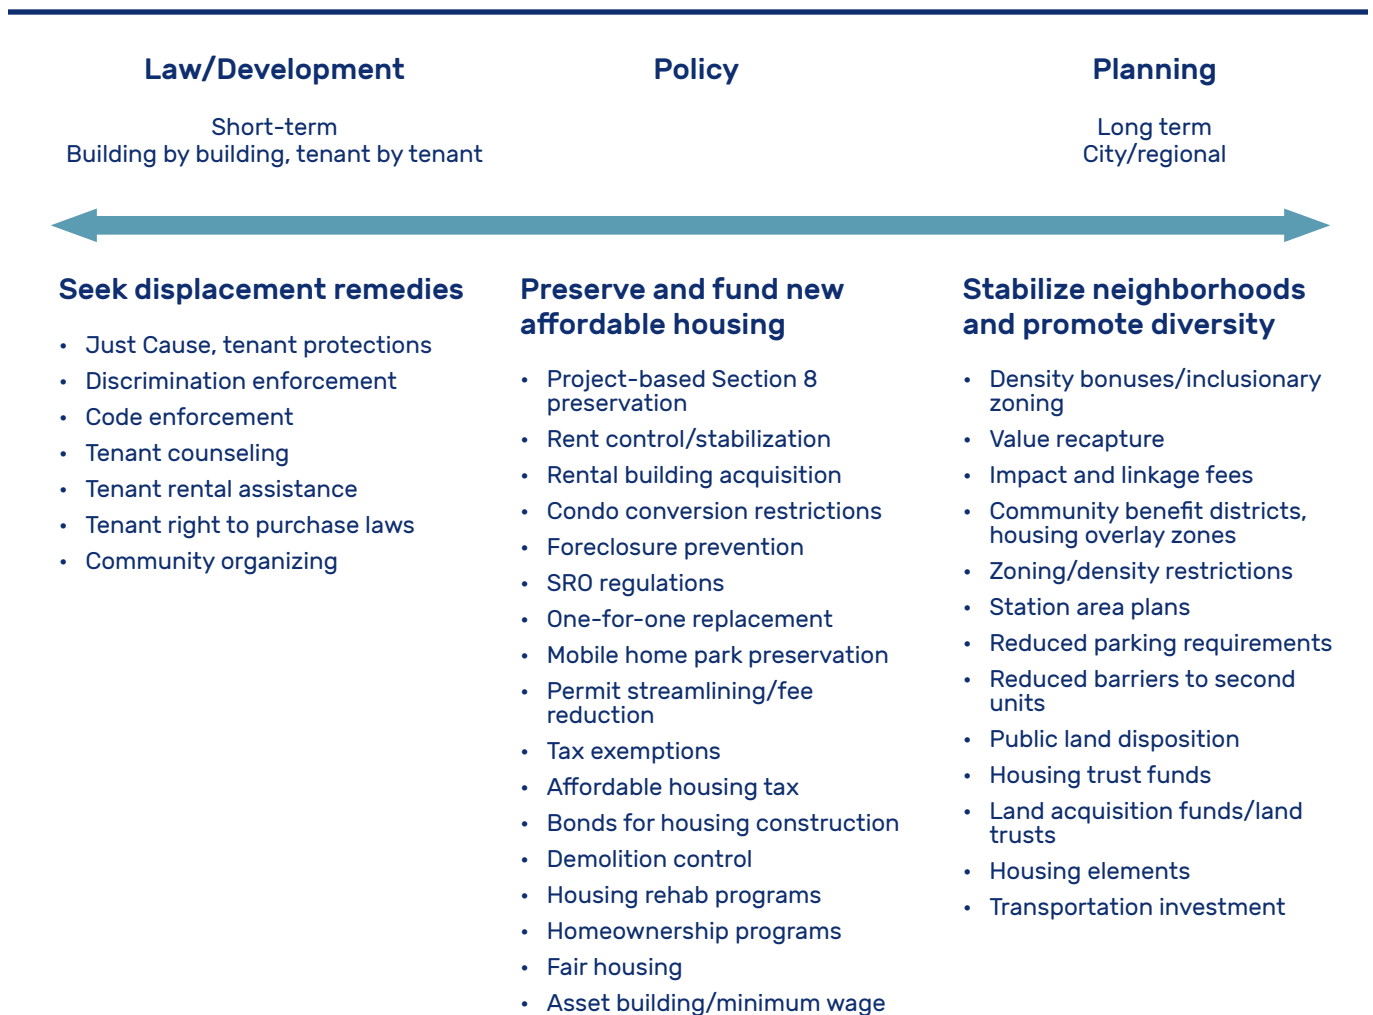 Law/Development
Short-term
Building by building, tenant by tenant
Policy
Planning
Long term
City/regional
Seek displacement remedies
• Just Cause, tenant protections
• Discrimination enforcement
• Code enforcement
• Tenant counseling
• Tenant rental assistance
• Tenant right to purchase laws
• Community organizing
Preserve and fund new
affordable housing
• Project-based Section 8
preservation
• Rent control/stabilization
• Rental building acquisition
• Condo conversion restrictions
• Foreclosure prevention
• SRO regulations
• One-for-one replacement
• Mobile home park preservation
• Permit streamlining/fee
reduction
• Tax exemptions
• Affordable housing tax
• Bonds for housing construction
• Demolition control
• Housing rehab programs
• Homeownership programs
• Fair housing
• Asset building/minimum wage
Stabilize neighborhoods
and promote diversity
• Density bonuses/inclusionary
zoning
• Value recapture
• Impact and linkage fees
• Community benefit districts,
housing overlay zones
• Zoning/density restrictions
• Station area plans
• Reduced parking requirements
• Reduced barriers to second
units
• Public land disposition
• Housing trust funds
• Land acquisition funds/land
trusts
• Housing elements
• Transportation investment